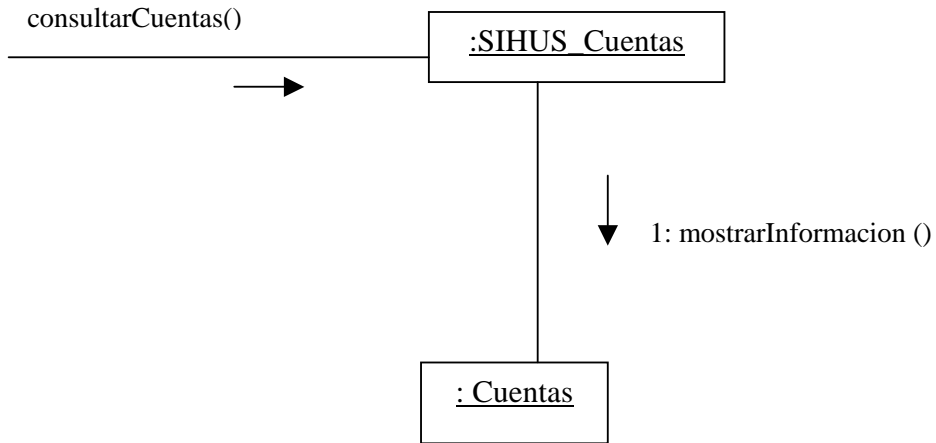 consultarCuentas()
:SIHUS_Cuentas
1: mostrarInformacion ()
: Cuentas